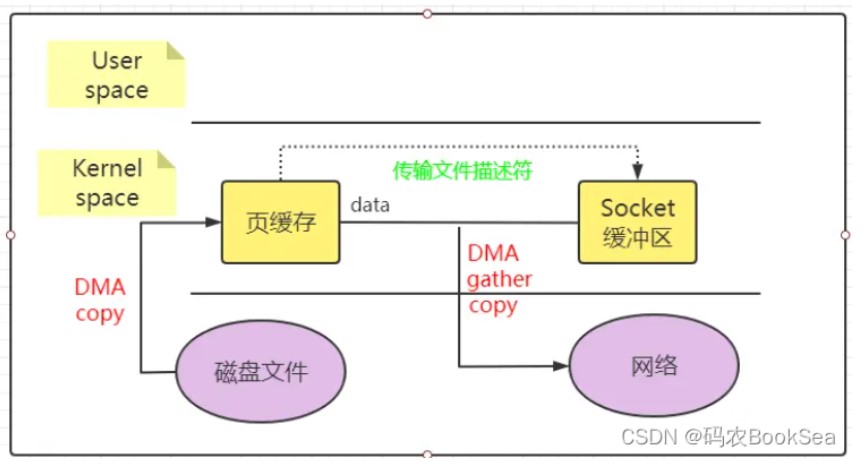 User
space
传输文件描述符
Kernel
space
页缓存
data
Socket
缓冲区
DMA
gather
copy
DMA
copy
磁盘文件
网络
CSDN @码农BookSea